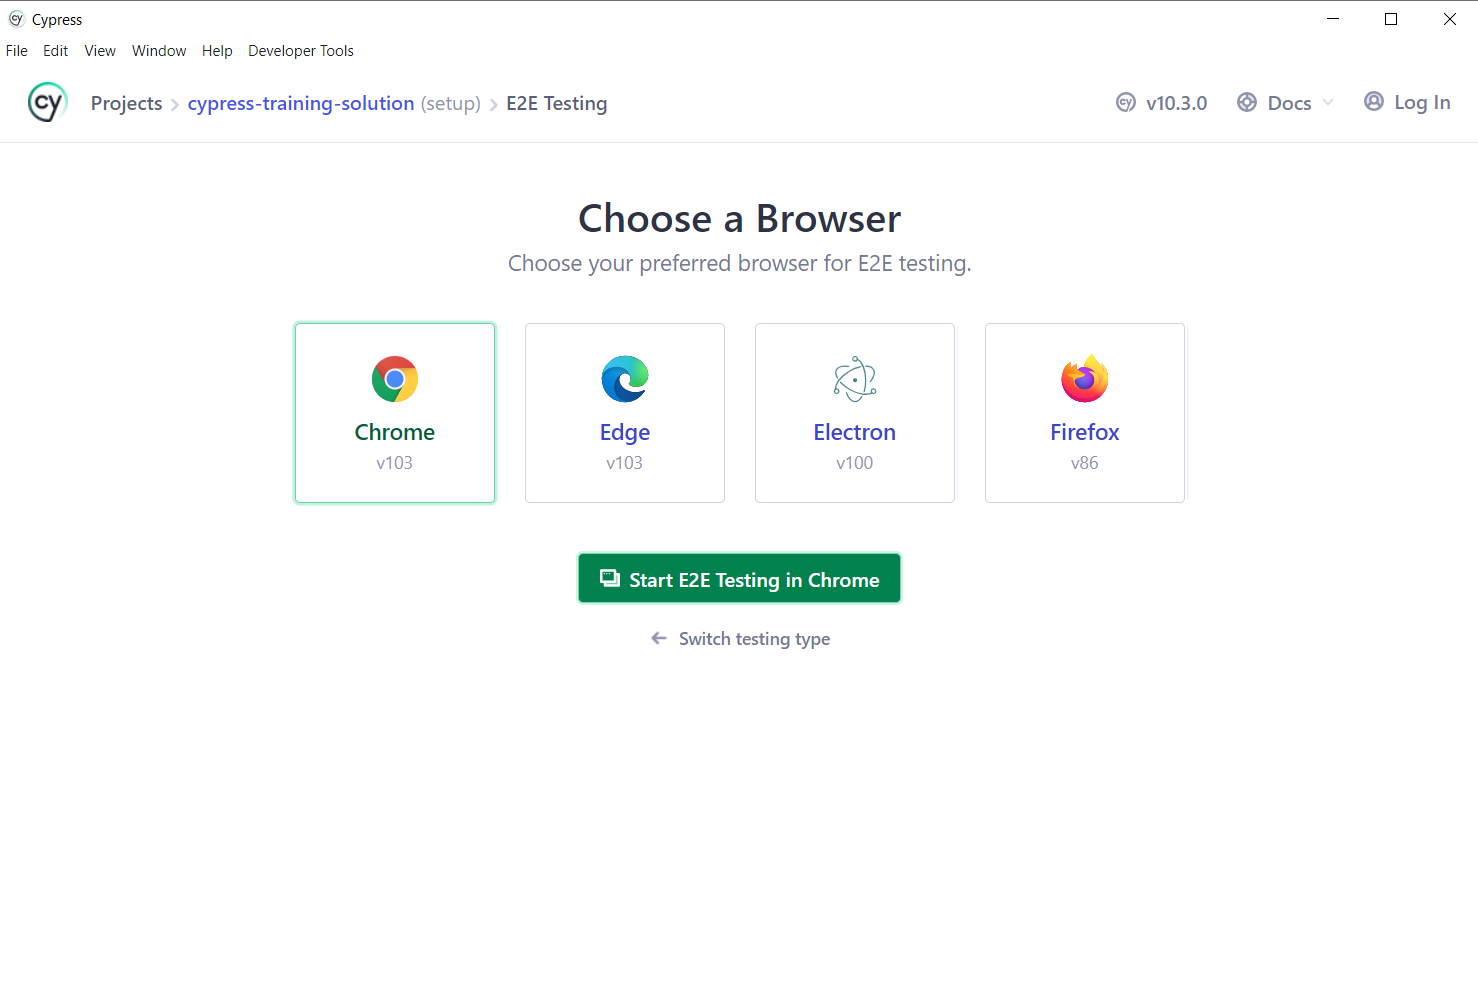 Cypress
File Edit View Window Help Developer Tools
cy Projects cypress-training-solution (setup) E2E Testing cy v10.3.0 Docs Log In
Choose a Browser
Choose your preferred browser for E2E testing.
Chrome Edge Electron Firefox
v103 v103 v100 v86
Start E2E Testing in Chrome
Switch testing type